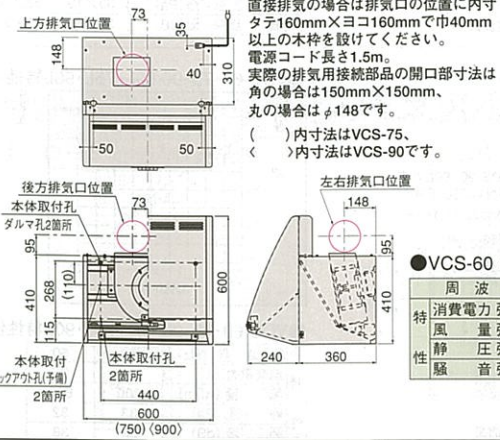 上方排気口位置
73
35
148
40
310
50
50
直接排気の場合は排気口の位置に内寸
タテ160mm×ヨコ160mmで巾40mm
以上の木枠を設けてください。
電源コード長さ1.5m。
実際の排気用接続部品の開口部寸法は
角の場合は150mm×150mm、
丸の場合はφ148です。
( )内寸法はVCS-75、
〈 〉内寸法はVCS-90です。
後方排気口位置
73
本体取付孔
ダルマ孔2箇所
95
410
268
(110)
115
600
本体取付
ックアウト孔(予備)
2箇所
本体取付孔
2箇所
440
600
(750)〈900〉
左右排気口位置
148
95
410
240
360
●VCS-60
周 波
特性
消費電力 強
風 量 強
静 圧 強
騒 音 強